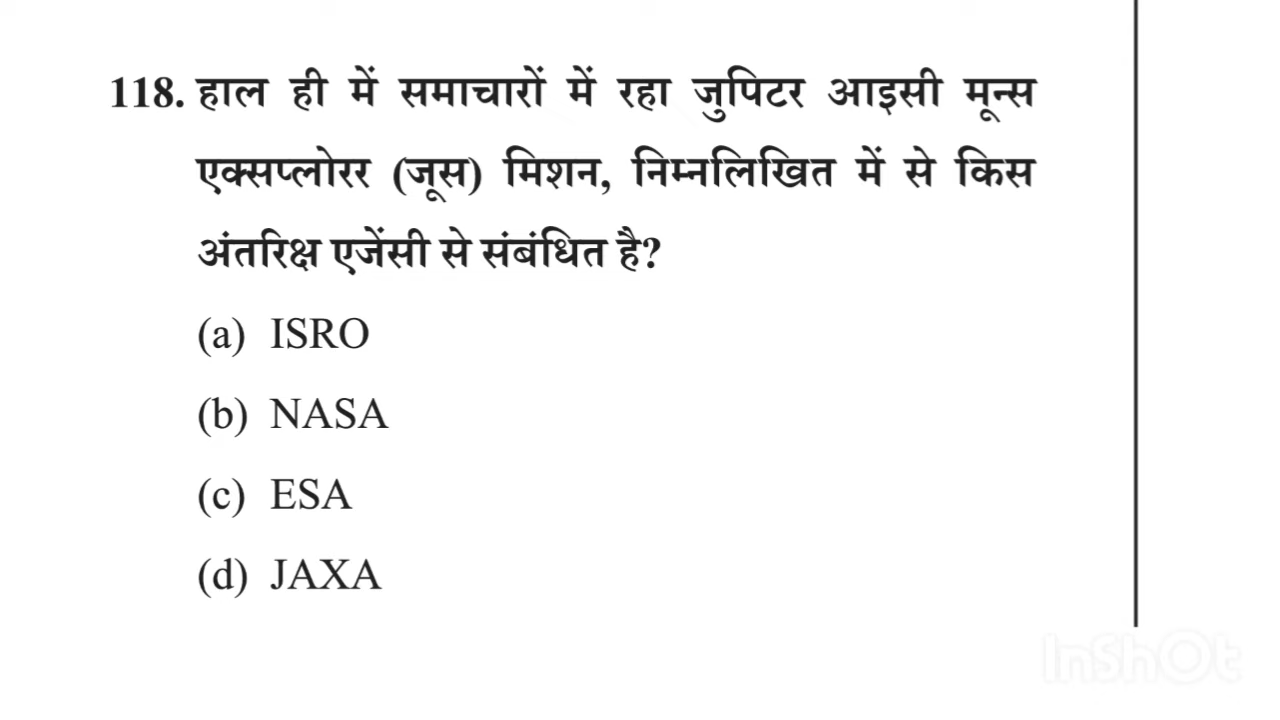 118. हाल ही में समाचारों में रहा जुपिटर आइसी मून्स
एक्सप्लोरर (जूस) मिशन, निम्नलिखित में से किस
अंतरिक्ष एजेंसी से संबंधित है?
(a) ISRO
(b) NASA
(c) ESA
(d) JAXA
InShOt